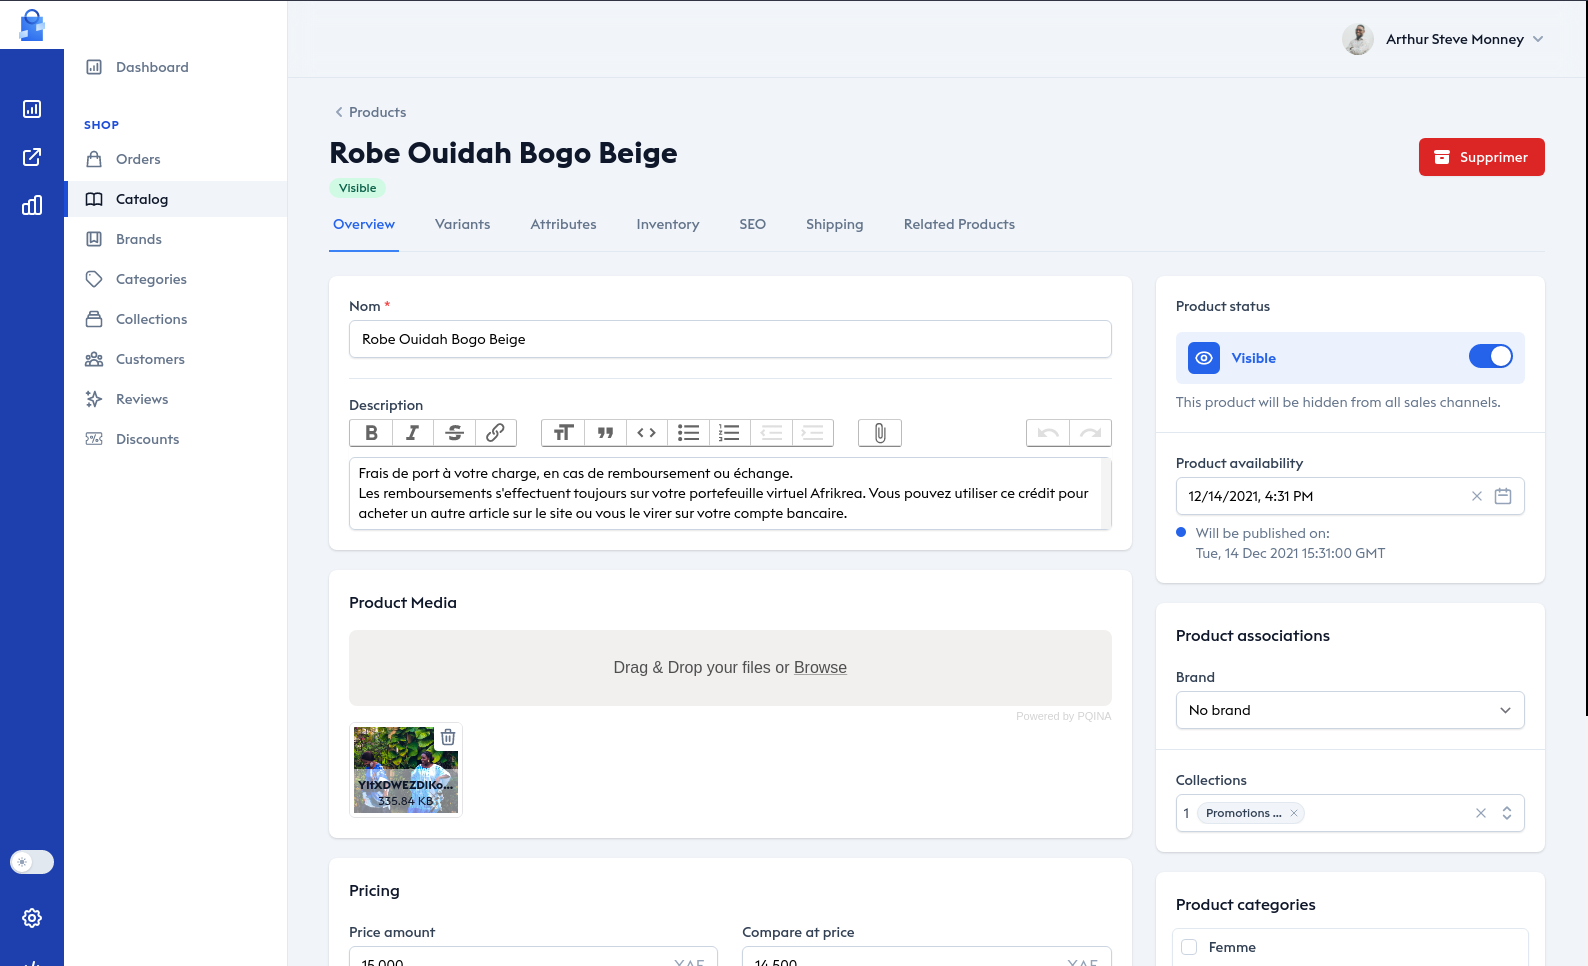 Arthur Steve Monney
Dashboard
SHOP
Orders
Catalog
Brands
Categories
Collections
Customers
Reviews
Discounts
Products
Robe Ouidah Bogo Beige
Supprimer
Visible
Overview Variants Attributes Inventory SEO Shipping Related Products
Nom *
Robe Ouidah Bogo Beige
Description
Frais de port à votre charge, en cas de remboursement ou échange.
Les remboursements s'effectuent toujours sur votre portefeuille virtuel Afrikrea. Vous pouvez utiliser ce crédit pour
acheter un autre article sur le site ou vous le virer sur votre compte bancaire.
Product Media
Drag & Drop your files or Browse
Powered by PQINA
YItXDWEZDIKo...
335.84 KB
Pricing
Price amount
15,000 XAF
Compare at price
14,500 XAF
Product status
Visible
This product will be hidden from all sales channels.
Product availability
12/14/2021, 4:31 PM
Will be published on:
Tue, 14 Dec 2021 15:31:00 GMT
Product associations
Brand
No brand
Collections
1 Promotions ...
Product categories
Femme